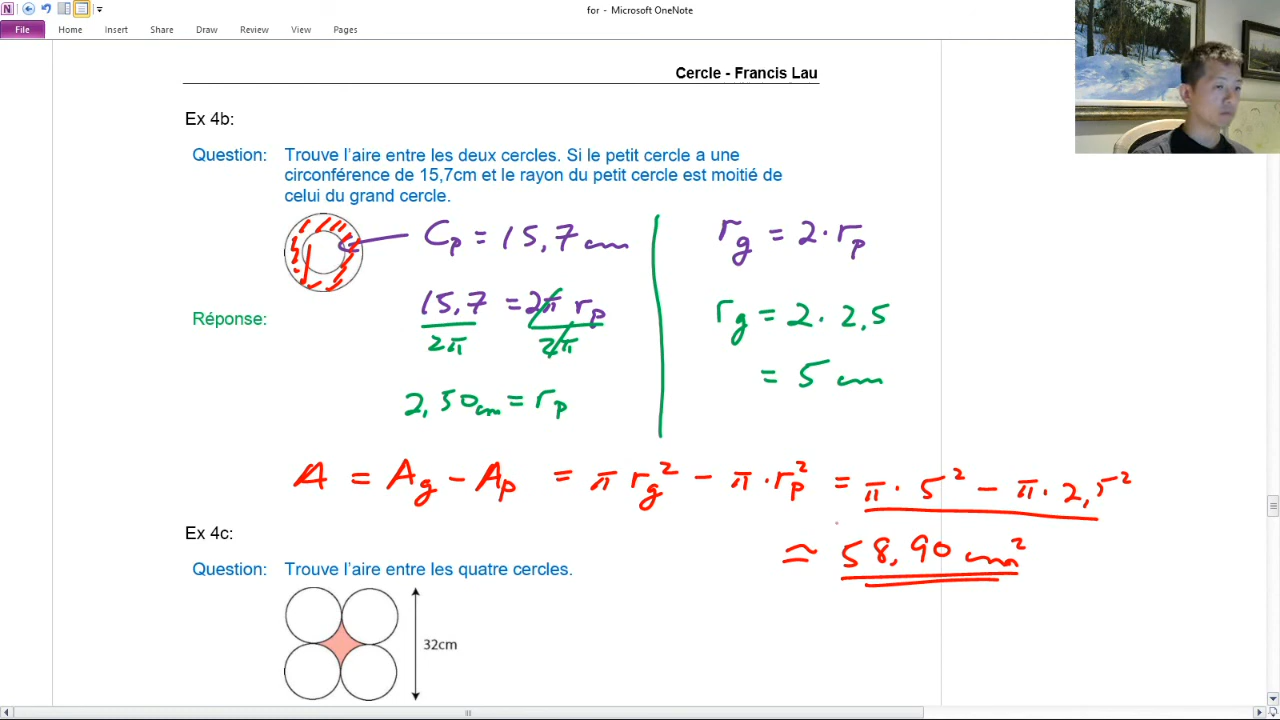 for - Microsoft OneNote
File Home Insert Share Draw Review View Pages
Cercle - Francis Lau
Ex 4b:
Question: Trouve l'aire entre les deux cercles. Si le petit cercle a une
circonférence de 15,7cm et le rayon du petit cercle est moitié de
celui du grand cercle.
Cp = 15,7 cm
rg = 2 · rp
15,7 = 2π rp
2π 2π
rg = 2 · 2,5
Réponse:
= 5 cm
2,50cm = rp
A = Ag - Ap = π rg² - π · rp² = π · 5² - π · 2,5²
≈ 58,90 cm²
Ex 4c:
Question: Trouve l'aire entre les quatre cercles.
32cm